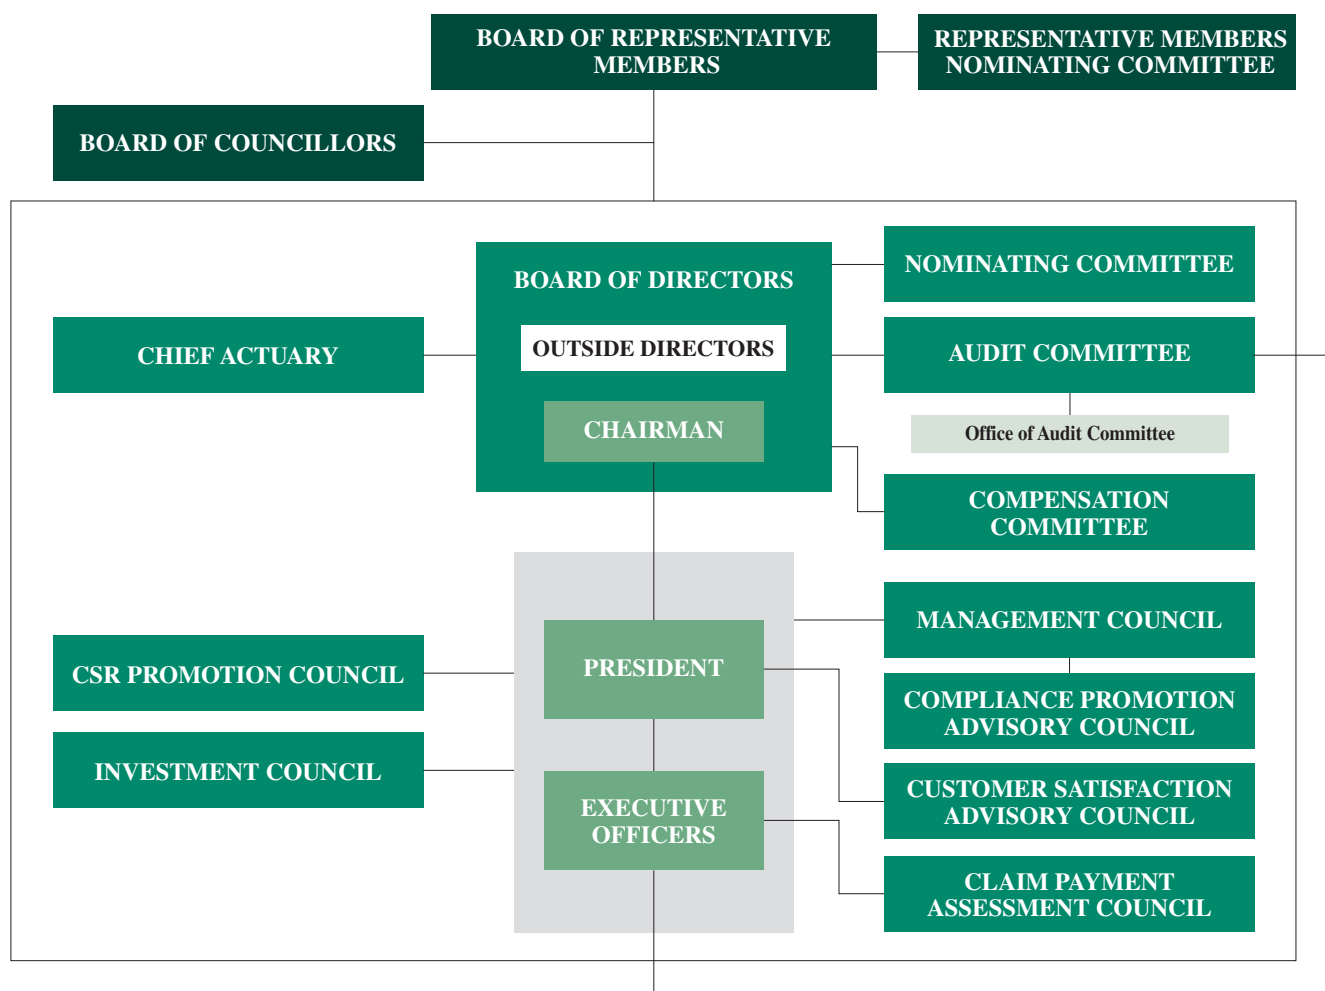 BOARD OF REPRESENTATIVE
MEMBERS
REPRESENTATIVE MEMBERS
NOMINATING COMMITTEE
BOARD OF COUNCILLORS
BOARD OF DIRECTORS
OUTSIDE DIRECTORS
CHAIRMAN
NOMINATING COMMITTEE
CHIEF ACTUARY
AUDIT COMMITTEE
Office of Audit Committee
COMPENSATION
COMMITTEE
PRESIDENT
MANAGEMENT COUNCIL
CSR PROMOTION COUNCIL
COMPLIANCE PROMOTION
ADVISORY COUNCIL
INVESTMENT COUNCIL
EXECUTIVE
OFFICERS
CUSTOMER SATISFACTION
ADVISORY COUNCIL
CLAIM PAYMENT
ASSESSMENT COUNCIL